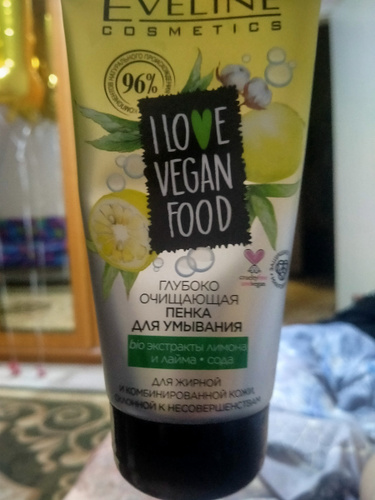 EVELINE
COSMETICS
96%
I LOVE
VEGAN
FOOD
ГЛУБОКО
ОЧИЩАЮЩАЯ
ПЕНКА
ДЛЯ УМЫВАНИЯ
bio экстракты лимона
и лайма • сода
ДЛЯ ЖИРНОЙ
И КОМБИНИРОВАННОЙ КОЖИ,
СКЛОННОЙ К НЕСОВЕРШЕНСТВАМ